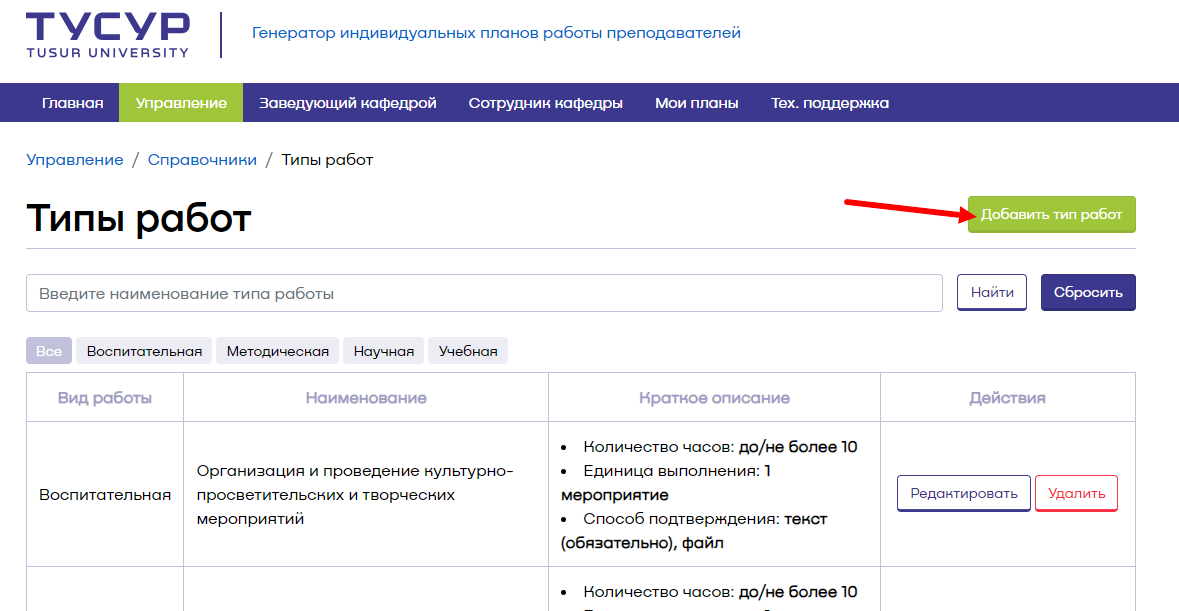 ТУСУР
TUSUR UNIVERSITY
Генератор индивидуальных планов работы преподавателей
Главная Управление Заведующий кафедрой Сотрудник кафедры Мои планы Тех. поддержка
Управление / Справочники / Типы работ
Типы работ
Добавить тип работ
Введите наименование типа работы
Найти
Сбросить
Все Воспитательная Методическая Научная Учебная
Вид работы Наименование Краткое описание Действия
Воспитательная
Организация и проведение культурно-
просветительских и творческих
мероприятий
• Количество часов: до/не более 10
• Единица выполнения: 1
мероприятие
• Способ подтверждения: текст
(обязательно), файл
Редактировать Удалить
• Количество часов: до/не более 10